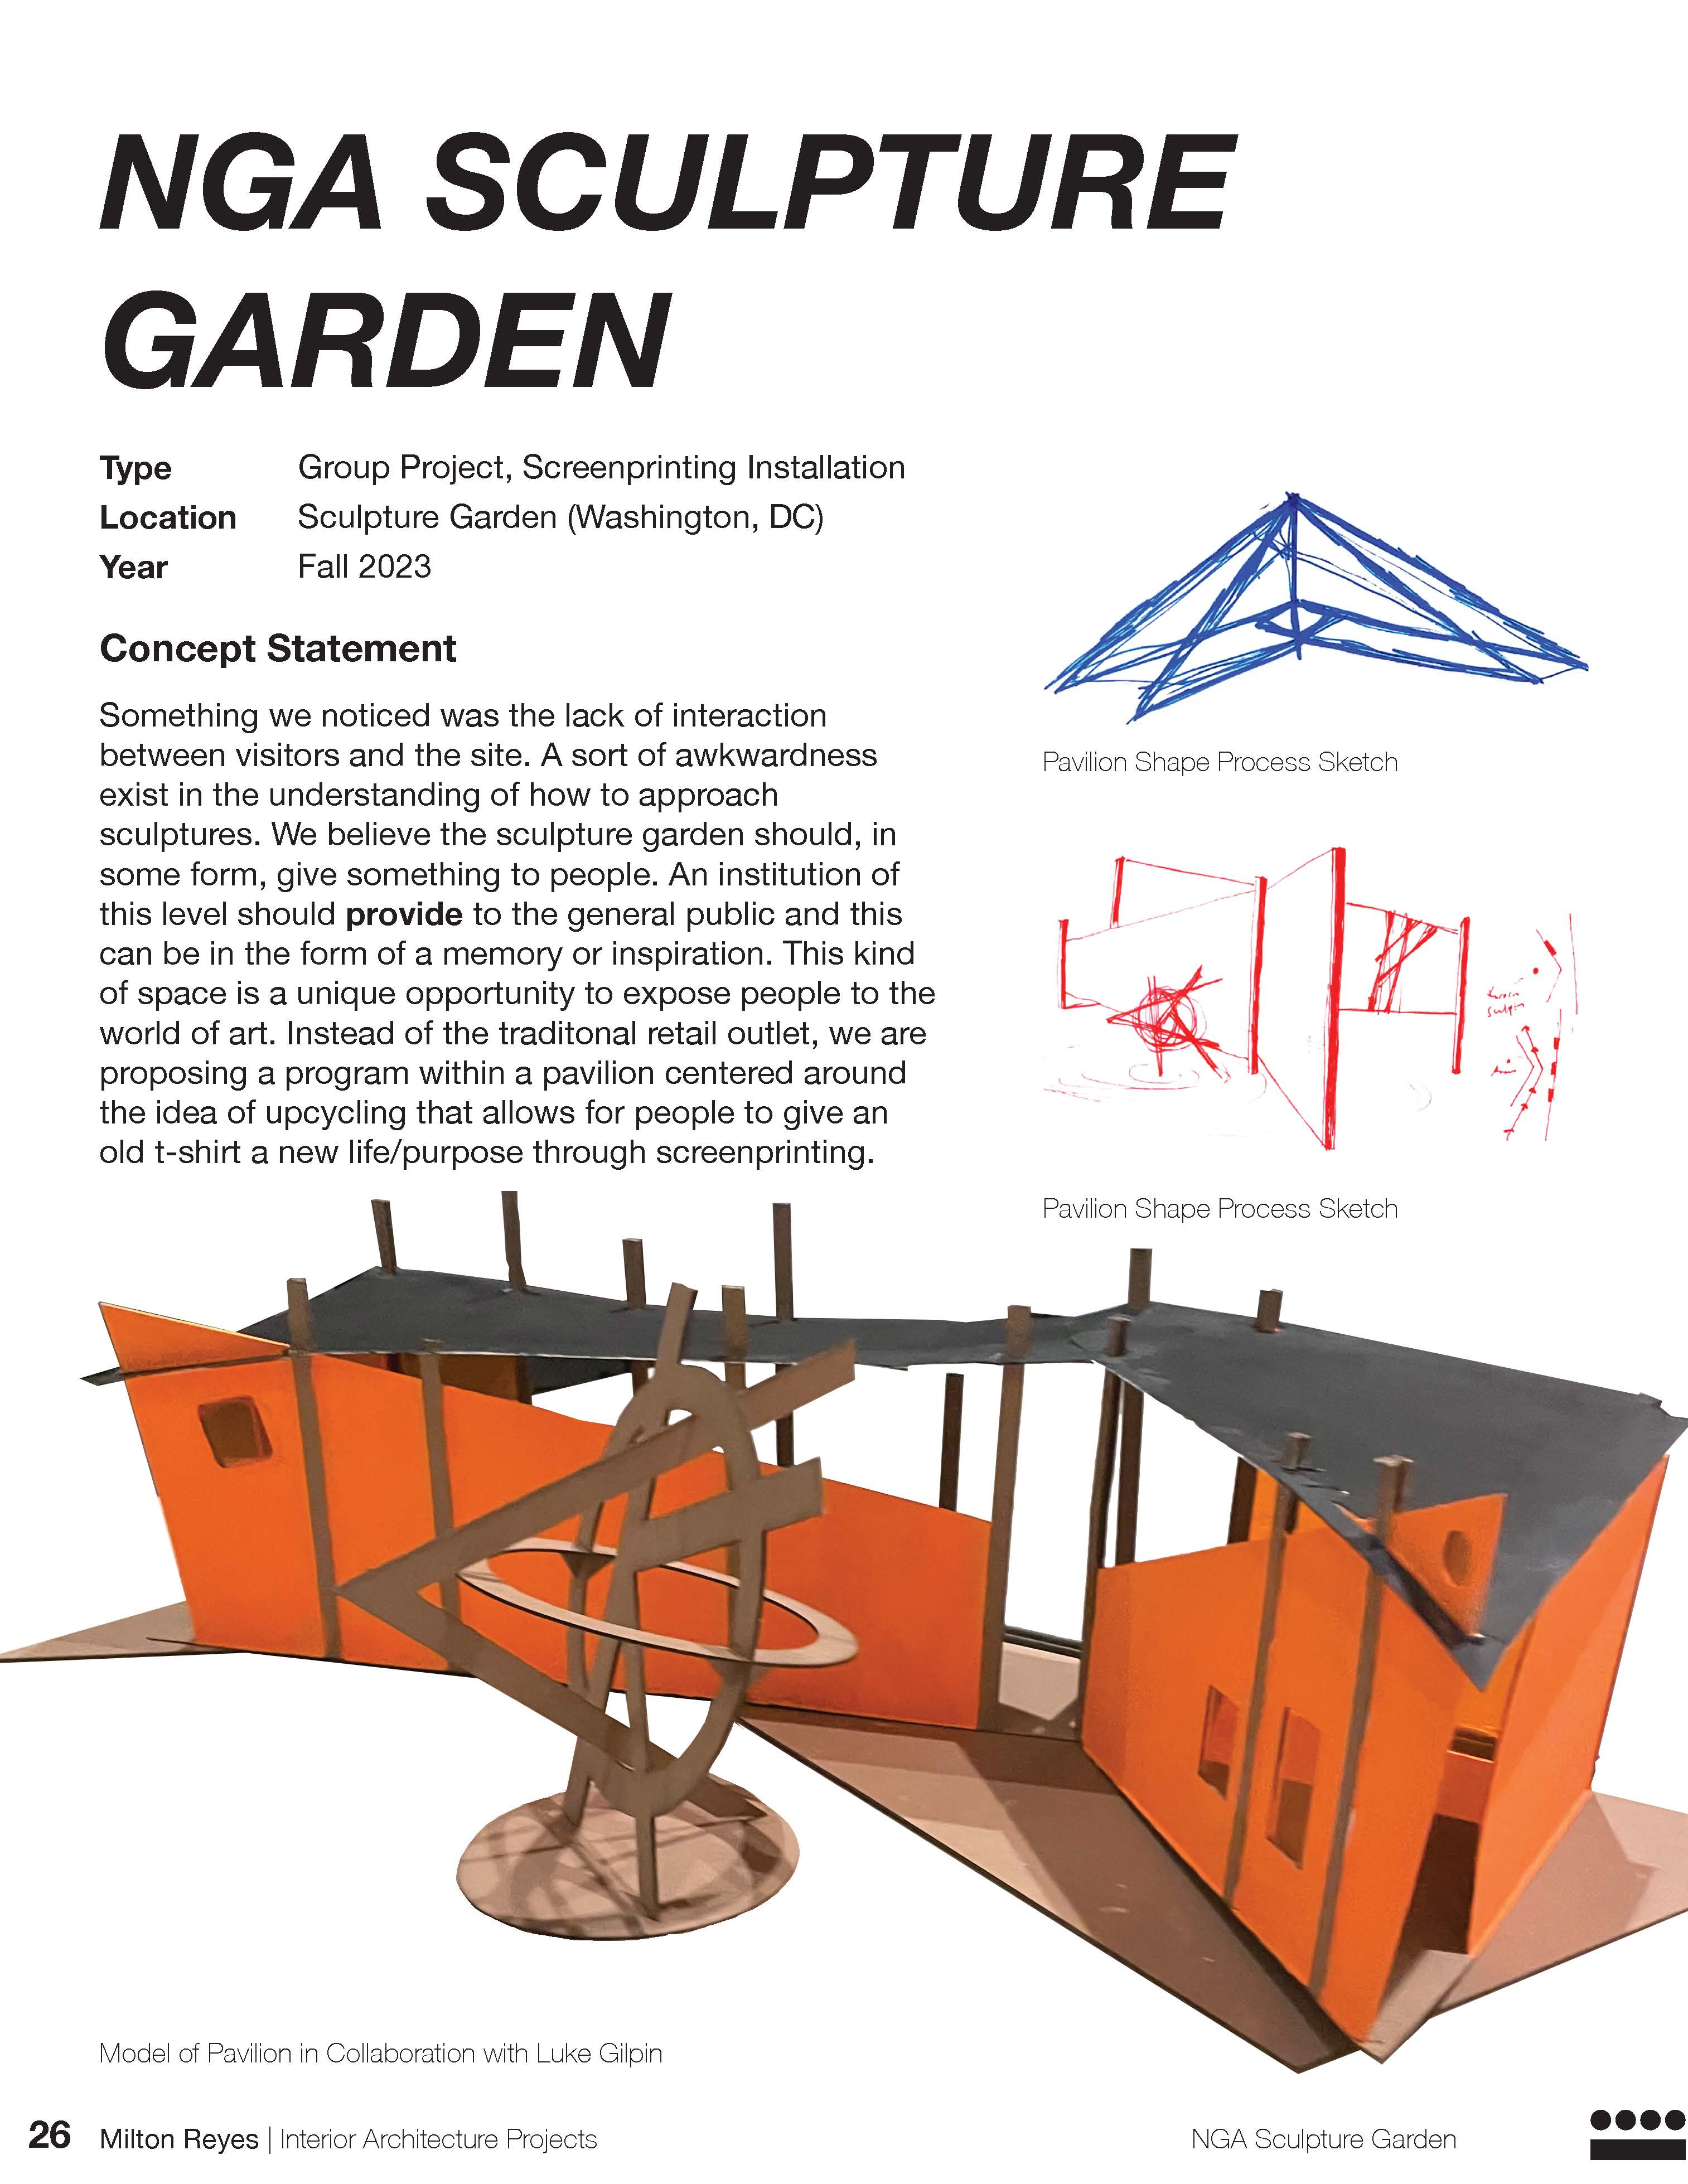 NGA SCULPTURE
GARDEN
Type Group Project, Screenprinting Installation
Location Sculpture Garden (Washington, DC)
Year Fall 2023
Concept Statement
Something we noticed was the lack of interaction
between visitors and the site. A sort of awkwardness
exist in the understanding of how to approach
sculptures. We believe the sculpture garden should, in
some form, give something to people. An institution of
this level should provide to the general public and this
can be in the form of a memory or inspiration. This kind
of space is a unique opportunity to expose people to the
world of art. Instead of the traditonal retail outlet, we are
proposing a program within a pavilion centered around
the idea of upcycling that allows for people to give an
old t-shirt a new life/purpose through screenprinting.
Pavilion Shape Process Sketch
Pavilion Shape Process Sketch
Model of Pavilion in Collaboration with Luke Gilpin
26 Milton Reyes | Interior Architecture Projects
NGA Sculpture Garden